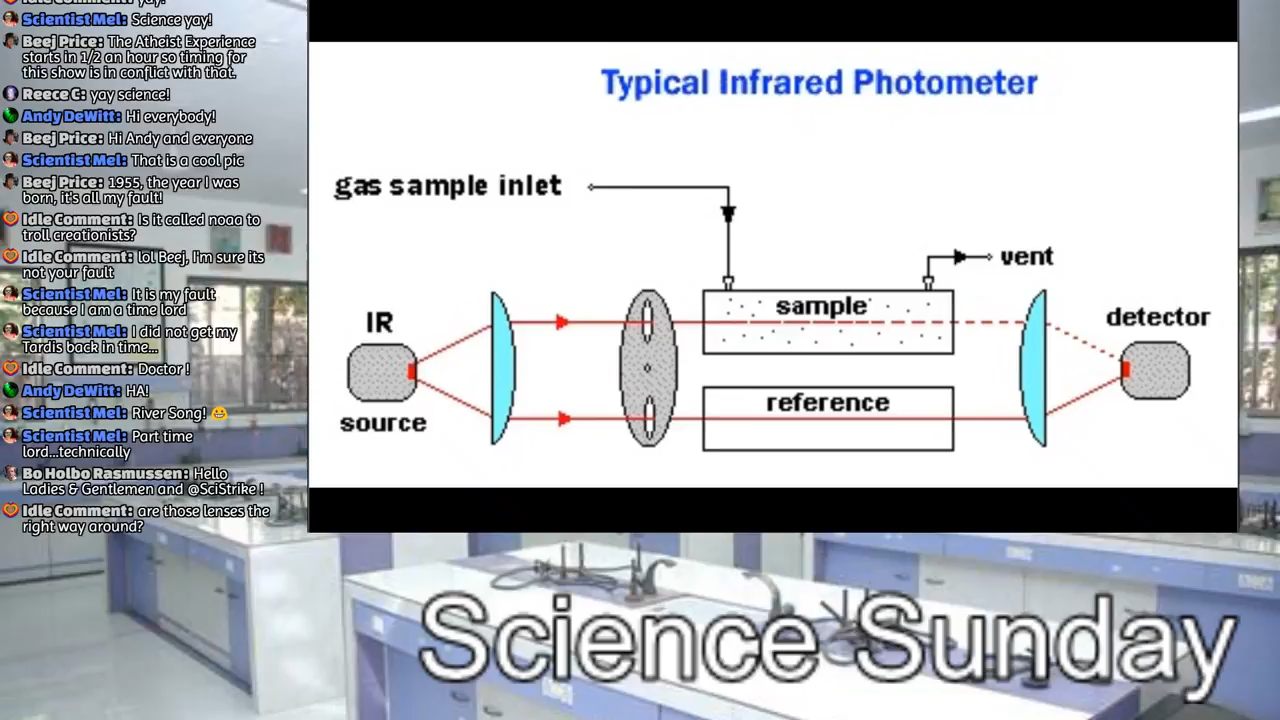 Idle Comment: yay!
Scientist Mel: Science yay!
Beej Price: The Atheist Experience
starts in 1/2 an hour so timing for
this show is in conflict with that.
Reece C: yay science!
Andy DeWitt: Hi everybody!
Beej Price: Hi Andy and everyone
Scientist Mel: That is a cool pic
Beej Price: 1955, the year I was
born, it's all my fault!
Idle Comment: Is it called noaa to
troll creationists?
Idle Comment: lol Beej, I'm sure its
not your fault
Scientist Mel: It is my fault
because I am a time lord
Scientist Mel: I did not get my
Tardis back in time...
Idle Comment: Doctor !
Andy DeWitt: HA!
Scientist Mel: River Song! 😀
Scientist Mel: Part time
lord...technically
Bo Holbo Rasmussen: Hello
Ladies & Gentlemen and @SciStrike !
Idle Comment: are those lenses the
right way around?
Typical Infrared Photometer
gas sample inlet
vent
sample
IR
detector
reference
source
Science Sunday